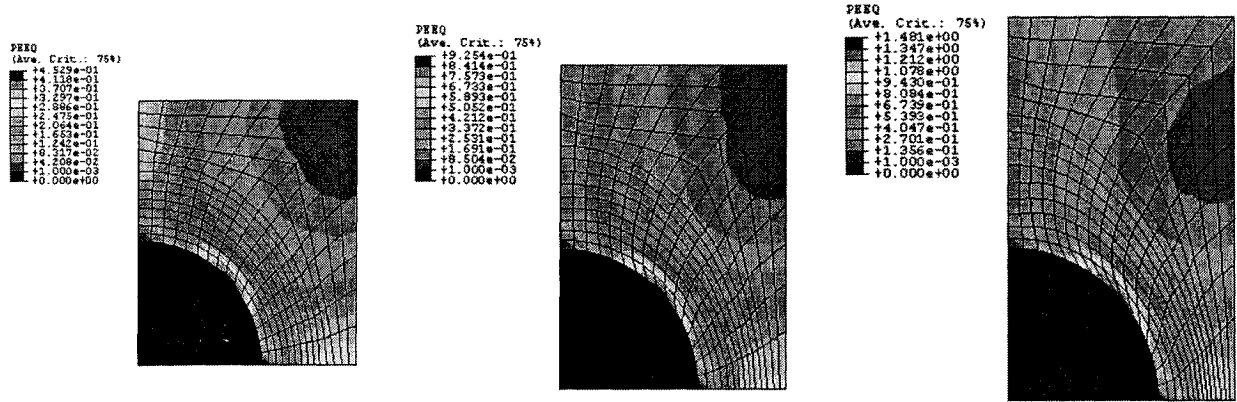 PEEQ
(Ave. Crit.: 75%)
+4.529e-01
+4.118e-01
+3.707e-01
+3.297e-01
+2.886e-01
+2.475e-01
+2.064e-01
+1.653e-01
+1.242e-01
+8.317e-02
+4.208e-02
+1.000e-03
+0.000e+00
PEEQ
(Ave. Crit.: 75%)
+9.254e-01
+8.414e-01
+7.573e-01
+6.733e-01
+5.893e-01
+5.052e-01
+4.212e-01
+3.372e-01
+2.531e-01
+1.691e-01
+8.504e-02
+1.000e-03
+0.000e+00
PEEQ
(Ave. Crit.: 75%)
+1.481e+00
+1.347e+00
+1.212e+00
+1.078e+00
+9.430e-01
+8.084e-01
+6.739e-01
+5.393e-01
+4.047e-01
+2.701e-01
+1.356e-01
+1.000e-03
+0.000e+00